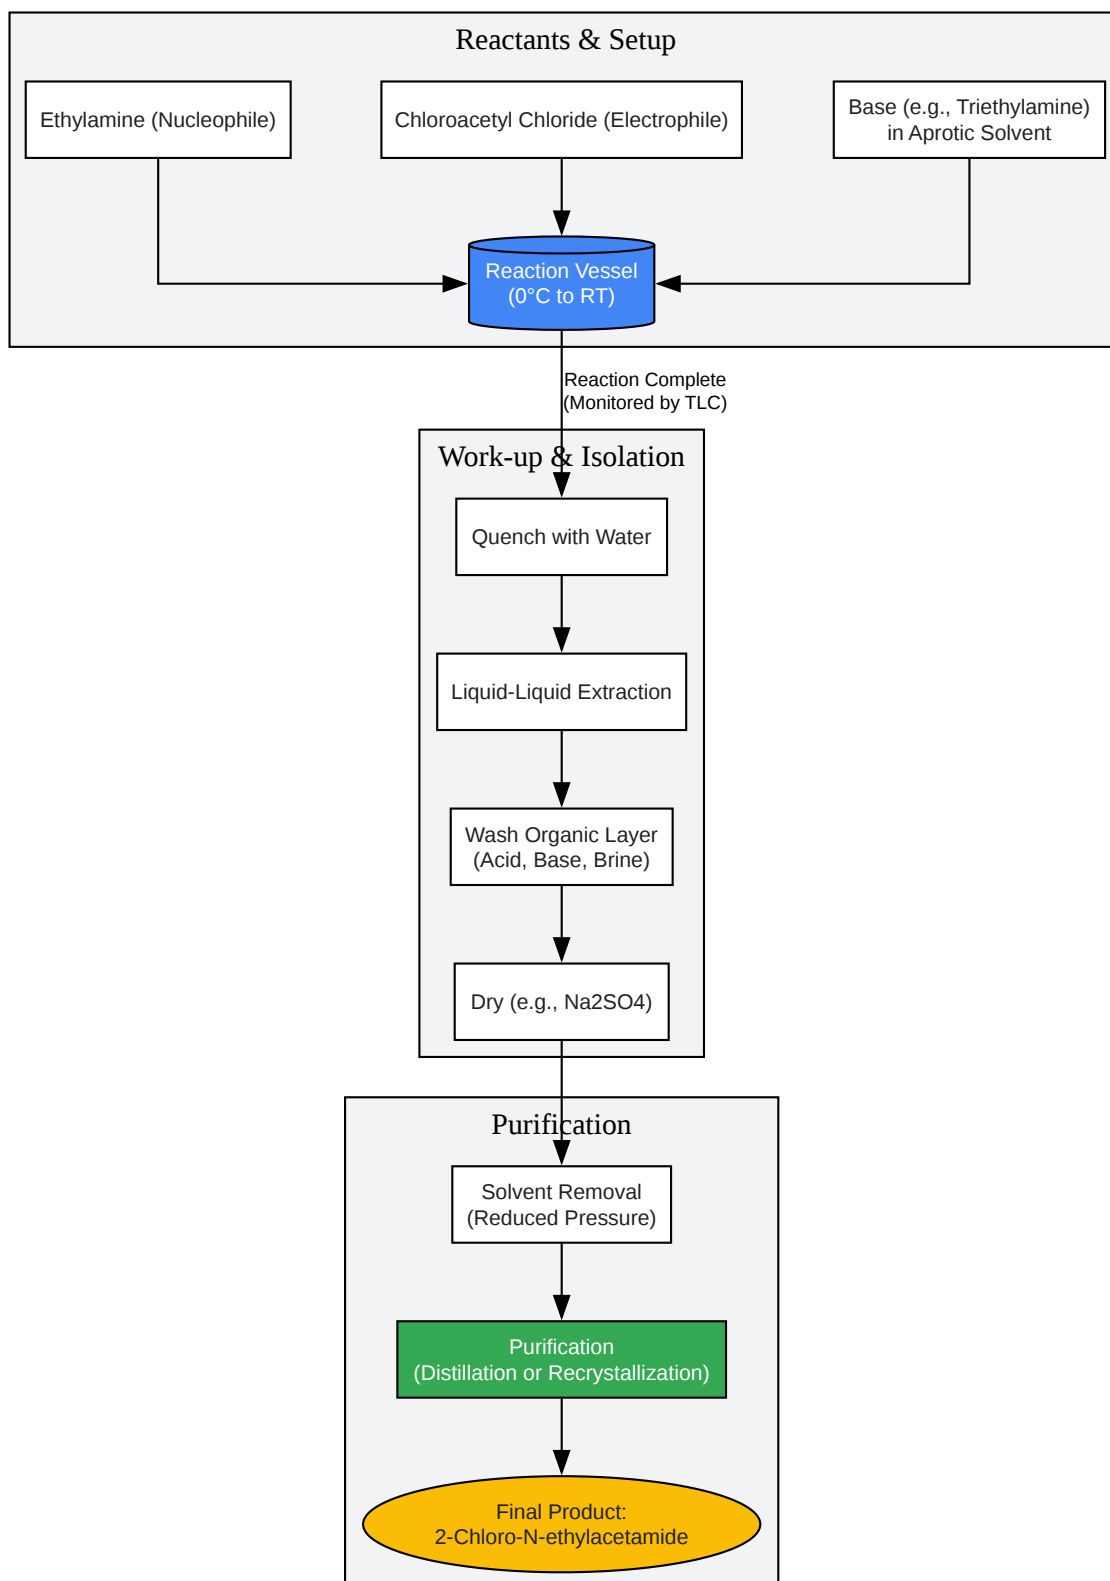 Reactants & Setup
Ethylamine (Nucleophile)
Chloroacetyl Chloride (Electrophile)
Base (e.g., Triethylamine)
in Aprotic Solvent
Reaction Vessel
(0°C to RT)
Reaction Complete
(Monitored by TLC)
Work-up & Isolation
Quench with Water
Liquid-Liquid Extraction
Wash Organic Layer
(Acid, Base, Brine)
Dry (e.g., Na2SO4)
Purification
Solvent Removal
(Reduced Pressure)
Purification
(Distillation or Recrystallization)
Final Product:
2-Chloro-N-ethylacetamide